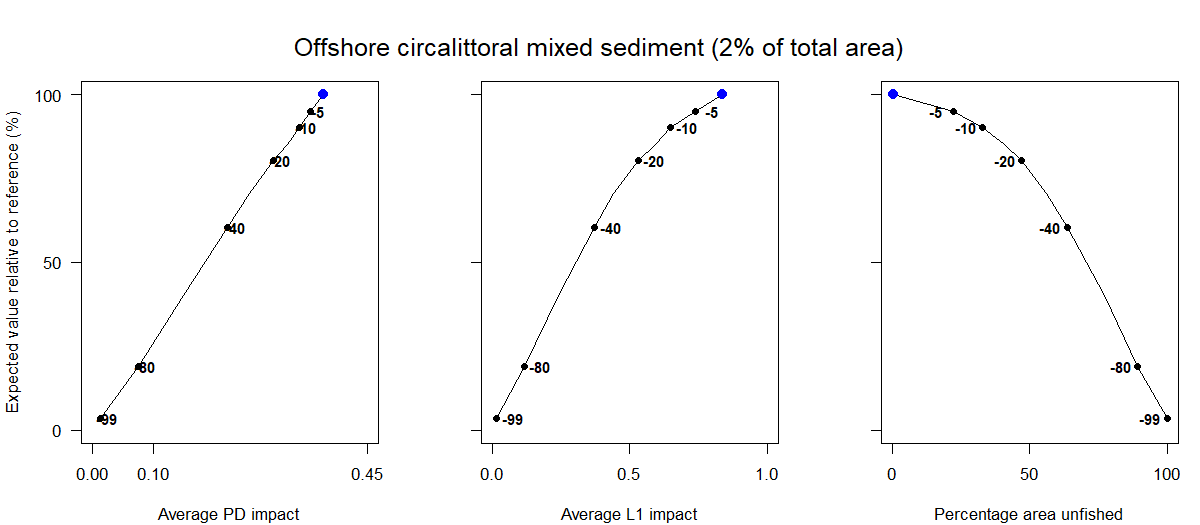 Offshore circalittoral mixed sediment (2% of total area)
Expected value relative to reference (%)
100
50
0
-5
-10
-20
-40
-80
-99
0.00 0.10 0.45
Average PD impact
-5
-10
-20
-40
-80
-99
0.0 0.5 1.0
Average L1 impact
-5
-10
-20
-40
-80
-99
0 50 100
Percentage area unfished